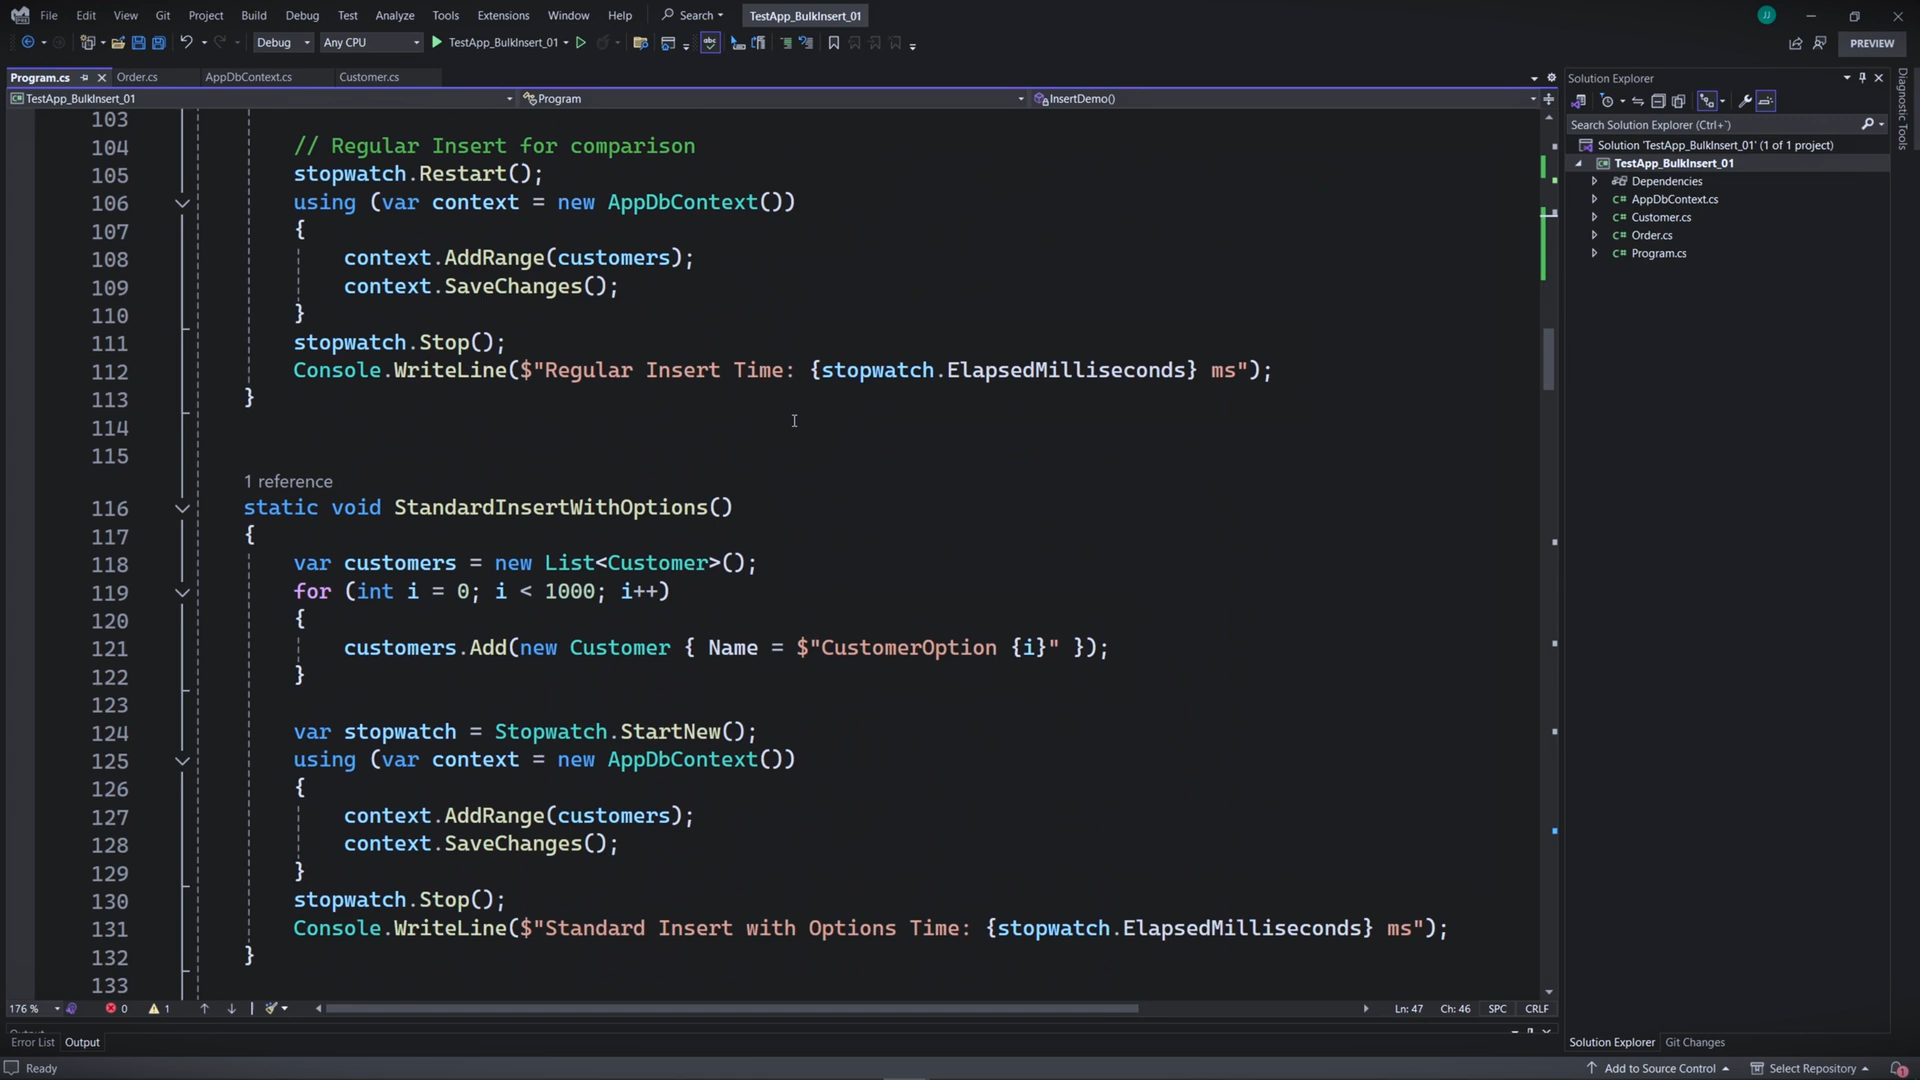 File Edit View Git Project Build Debug Test Analyze Tools Extensions Window Help Search TestApp_BulkInsert_01 JJ
Debug Any CPU TestApp_BulkInsert_01 PREVIEW
Program.cs Order.cs AppDbContext.cs Customer.cs
TestApp_BulkInsert_01 Program InsertDemo()
103
104 // Regular Insert for comparison
105 stopwatch.Restart();
106 using (var context = new AppDbContext())
107 {
108 context.AddRange(customers);
109 context.SaveChanges();
110 }
111 stopwatch.Stop();
112 Console.WriteLine($"Regular Insert Time: {stopwatch.ElapsedMilliseconds} ms");
113 }
114
115
1 reference
116 static void StandardInsertWithOptions()
117 {
118 var customers = new List<Customer>();
119 for (int i = 0; i < 1000; i++)
120 {
121 customers.Add(new Customer { Name = $"CustomerOption {i}" });
122 }
123
124 var stopwatch = Stopwatch.StartNew();
125 using (var context = new AppDbContext())
126 {
127 context.AddRange(customers);
128 context.SaveChanges();
129 }
130 stopwatch.Stop();
131 Console.WriteLine($"Standard Insert with Options Time: {stopwatch.ElapsedMilliseconds} ms");
132 }
133
176 % 0 1 Ln: 47 Ch: 46 SPC CRLF
Output
Error List Output
Ready
Solution Explorer
Search Solution Explorer (Ctrl+`)
Solution 'TestApp_BulkInsert_01' (1 of 1 project)
TestApp_BulkInsert_01
Dependencies
C# AppDbContext.cs
C# Customer.cs
C# Order.cs
C# Program.cs
Diagnostic Tools
Solution Explorer Git Changes
Add to Source Control Select Repository 1